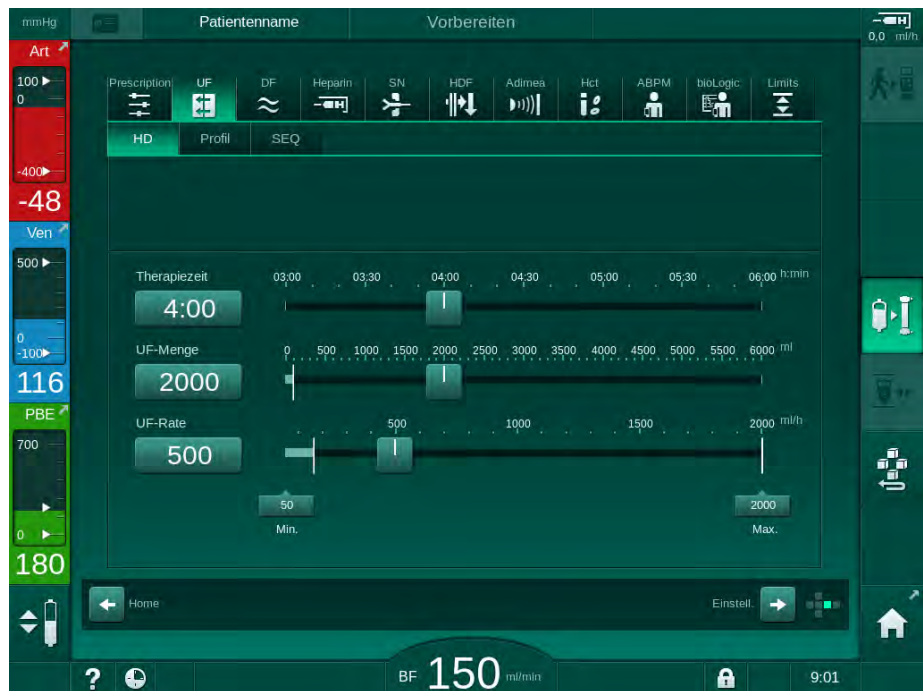 mmHg
Patientenname
Vorbereiten
0,0 ml/h
Art
100
0
-400
-48
Ven
500
0
-100
116
PBE
700
0
180
Prescription UF DF Heparin SN HDF Adimea Hct ABPM bioLogic Limits
HD Profil SEQ
Therapiezeit 03:00 03:30 04:00 04:30 05:00 05:30 06:00 h:min
4:00
UF-Menge 0 500 1000 1500 2000 2500 3000 3500 4000 4500 5000 5500 6000 ml
2000
UF-Rate 500 1000 1500 2000 ml/h
500
50 2000
Min. Max.
Home Einstell.
? BF 150 ml/min 9:01